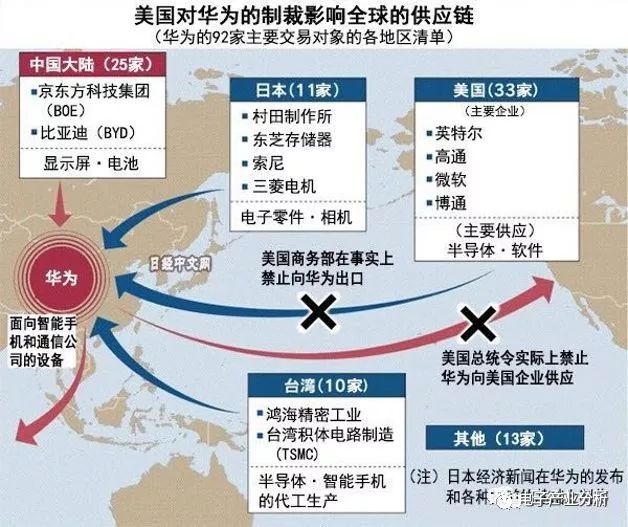 美国对华为的制裁影响全球的供应链
（华为的92家主要交易对象的各地区清单）
中国大陆（25家）
京东方科技集团
（BOE）
比亚迪（BYD）
显示屏·电池
日本（11家）
村田制作所
东芝存储器
索尼
三菱电机
电子零件·相机
美国（33家）
（主要企业）
英特尔
高通
微软
博通
（主要供应）
半导体·软件
华为
日经中文网
面向智能手
机和通信公
司的设备
美国商务部在事实上
禁止向华为出口
美国总统令实际上禁止
华为向美国企业供应
台湾（10家）
鸿海精密工业
台湾积体电路制造
（TSMC）
半导体·智能手机的
代工生产
其他（13家）
（注）日本经济新闻在华为的发布
和各种
电子产业分析